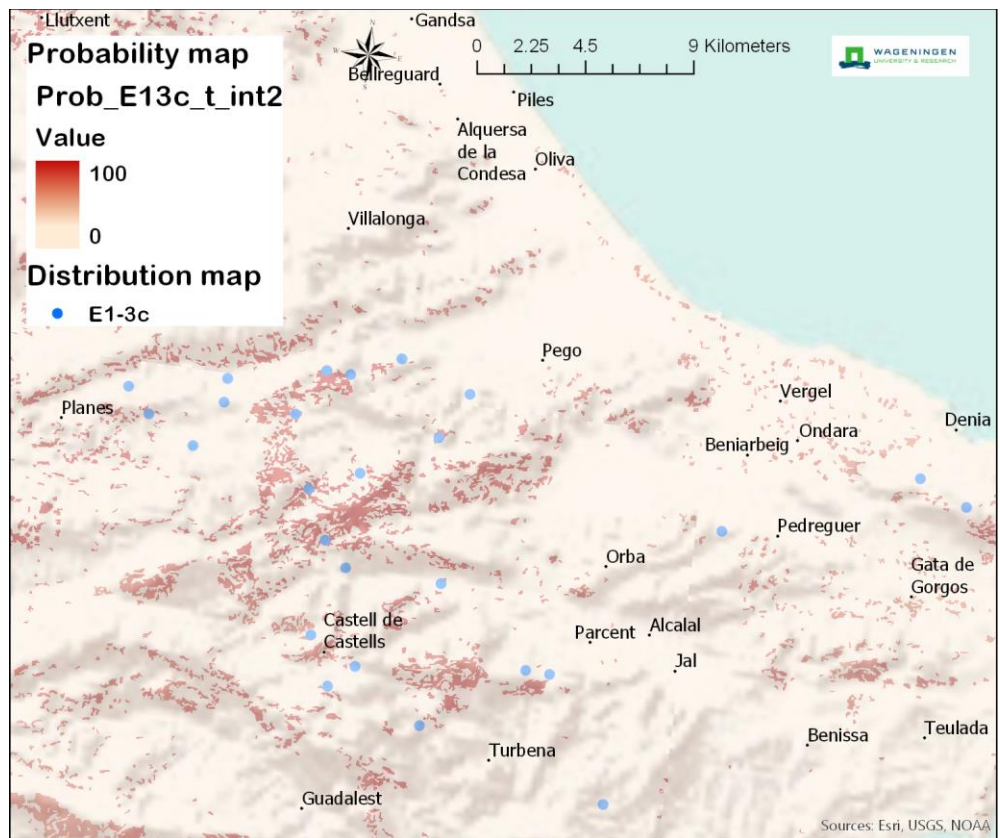 Llutxent
Gandsa
Probability map
Prob_E13c_t_int2
Value
100
0
Distribution map
E1-3c
N
W
E
S
0 2.25 4.5 9 Kilometers
WAGENINGEN
UNIVERSITY & RESEARCH
Bellreguard
Piles
Alquersa
de la
Condesa
Oliva
Villalonga
Pego
Vergel
Planes
Denia
Ondara
Beniarbeig
Pedreguer
Orba
Gata de
Gorgos
Castell de
Castells
Parcent
Alcalal
Jal
Benissa
Teulada
Turbena
Guadalest
Sources: Esri, USGS, NOAA